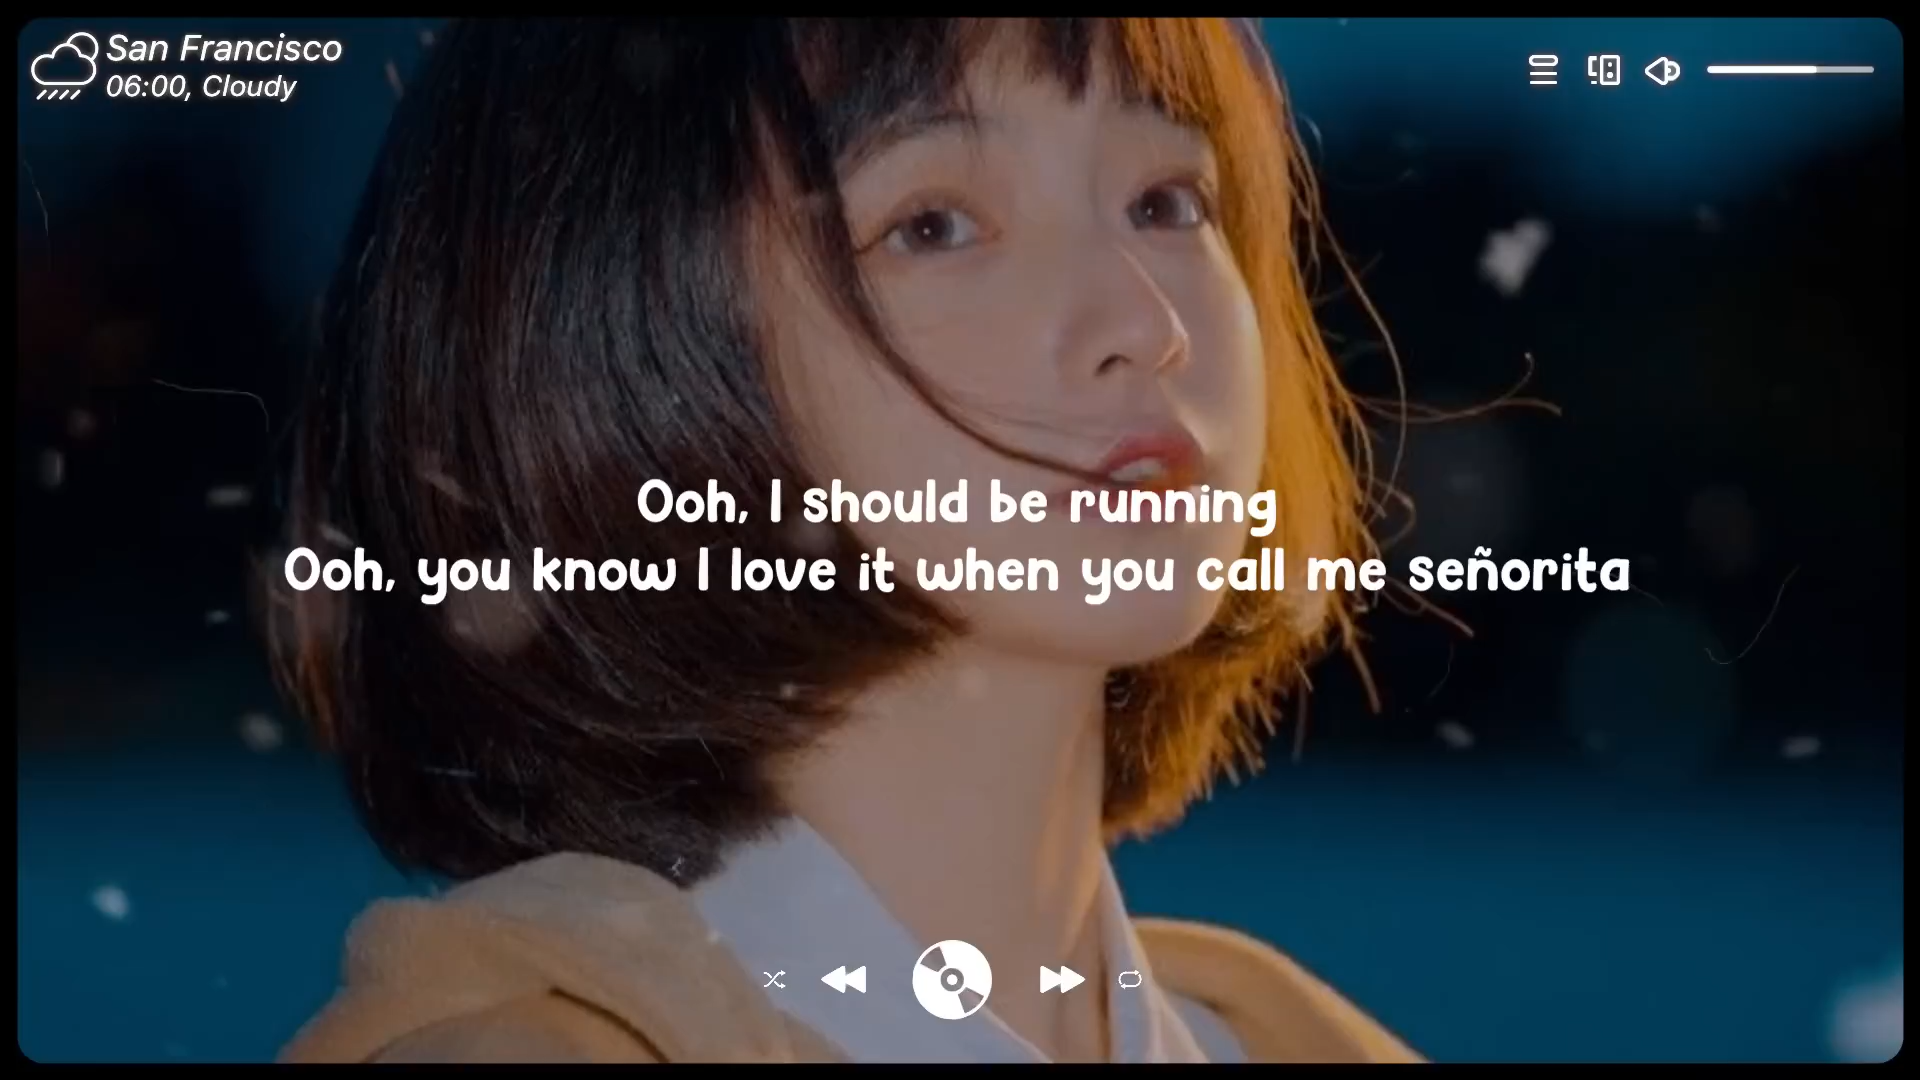 San Francisco
06:00, Cloudy
Ooh, I should be running
Ooh, you know I love it when you call me señorita